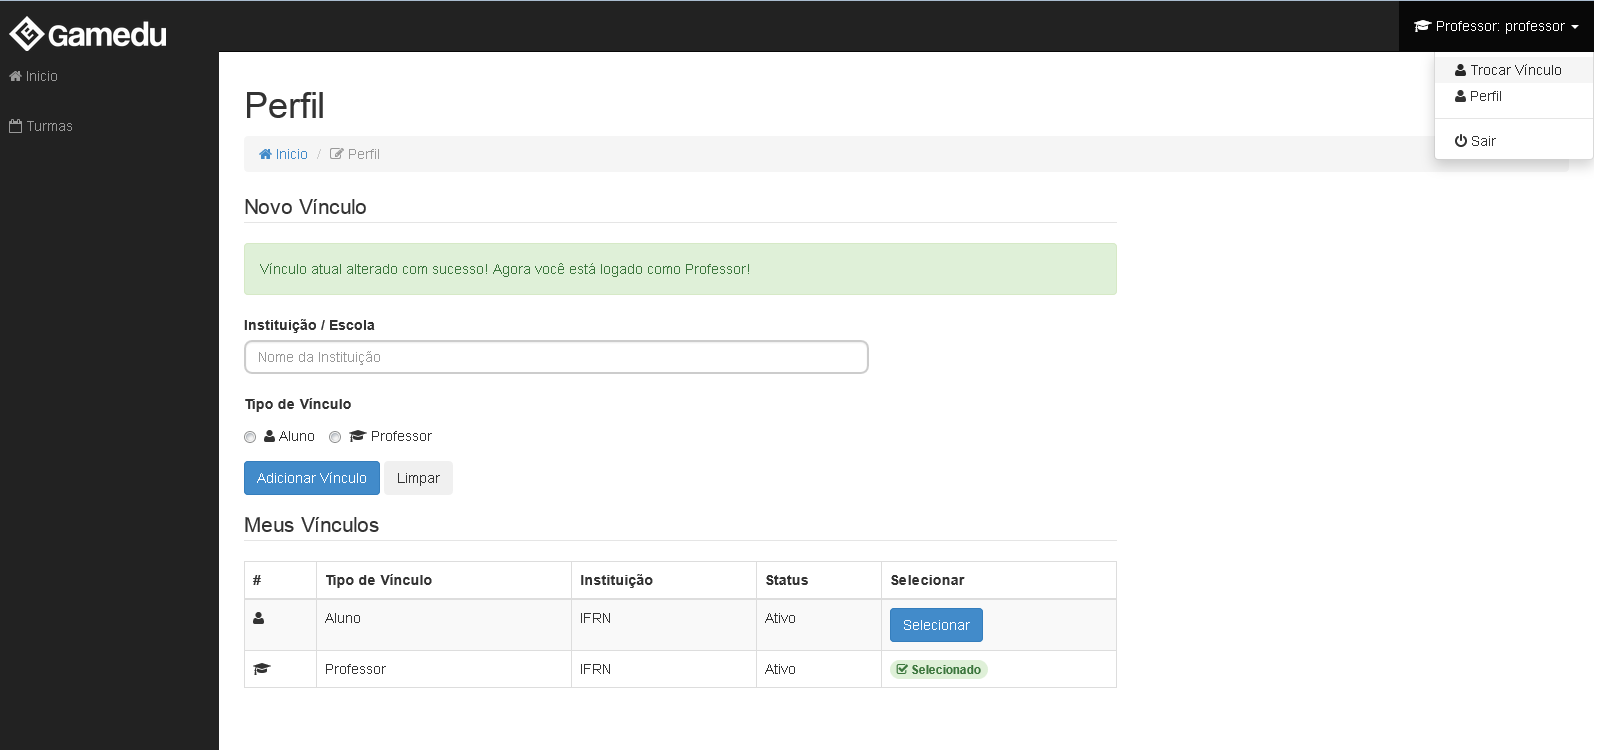 Gamedu
Professor: professor
Inicio
Turmas
Trocar Vínculo
Perfil
Sair
Perfil
Inicio / Perfil
Novo Vínculo
Vínculo atual alterado com sucesso! Agora você está logado como Professor!
Instituição / Escola
Nome da Instituição
Tipo de Vínculo
Aluno Professor
Adicionar Vínculo Limpar
Meus Vínculos
# Tipo de Vínculo Instituição Status Selecionar
Aluno IFRN Ativo Selecionar
Professor IFRN Ativo Selecionado